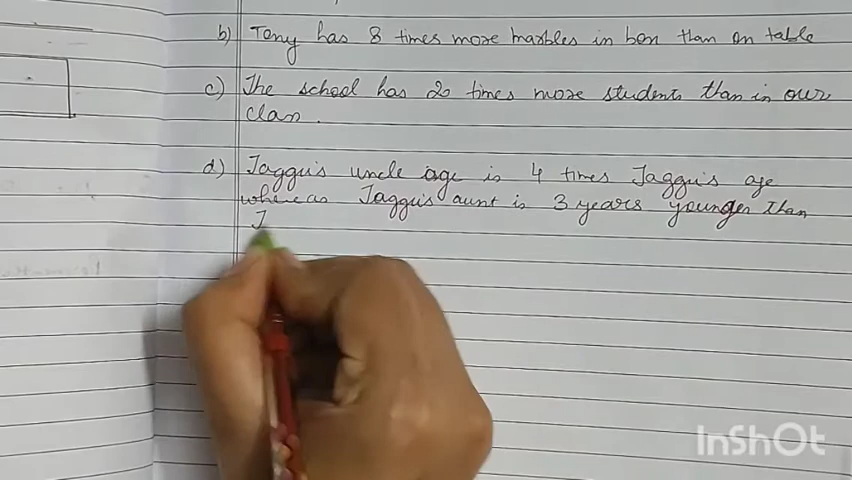 b) Tony has 8 times more marbles in box than on table
c) The school has 20 times more students than in our
class.
d) Jaggu's uncle age is 4 times Jaggu's age
where as Jaggu's aunt is 3 years younger than
J
InShOt